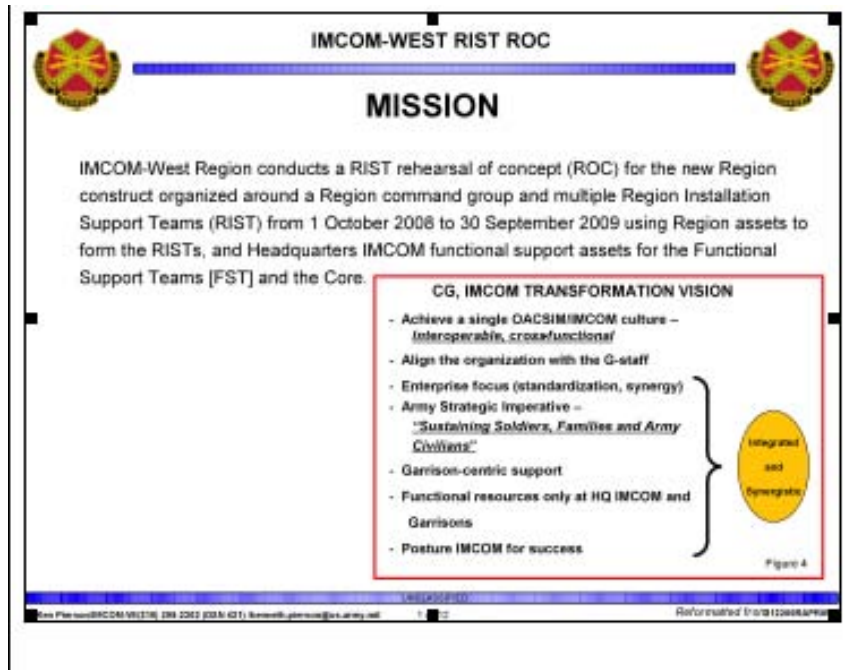 IMCOM-WEST RIST ROC
MISSION
IMCOM-West Region conducts a RIST rehearsal of concept (ROC) for the new Region
construct organized around a Region command group and multiple Region Installation
Support Teams (RIST) from 1 October 2008 to 30 September 2009 using Region assets to
form the RISTs, and Headquarters IMCOM functional support assets for the Functional
Support Teams [FST] and the Core.
CG, IMCOM TRANSFORMATION VISION
- Achieve a single OACSIM/IMCOM culture –
Interoperable, cross-functional
- Align the organization with the G-staff
- Enterprise focus (standardization, synergy)
- Army Strategic Imperative –
"Sustaining Soldiers, Families and Army
Civilians"
- Garrison-centric support
- Functional resources only at HQ IMCOM and
Garrisons
- Posture IMCOM for success
Integrated
and
Synergistic
Figure 4
UNCLASSIFIED
Reformatted from